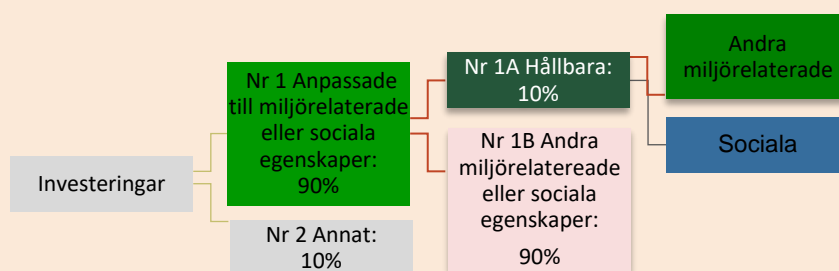 Investeringar
Nr 1 Anpassade
till miljörelaterade
eller sociala
egenskaper:
90%
Nr 2 Annat:
10%
Nr 1A Hållbara:
10%
Nr 1B Andra
miljörelatereade
eller sociala
egenskaper:
90%
Andra
miljörelaterade
Sociala